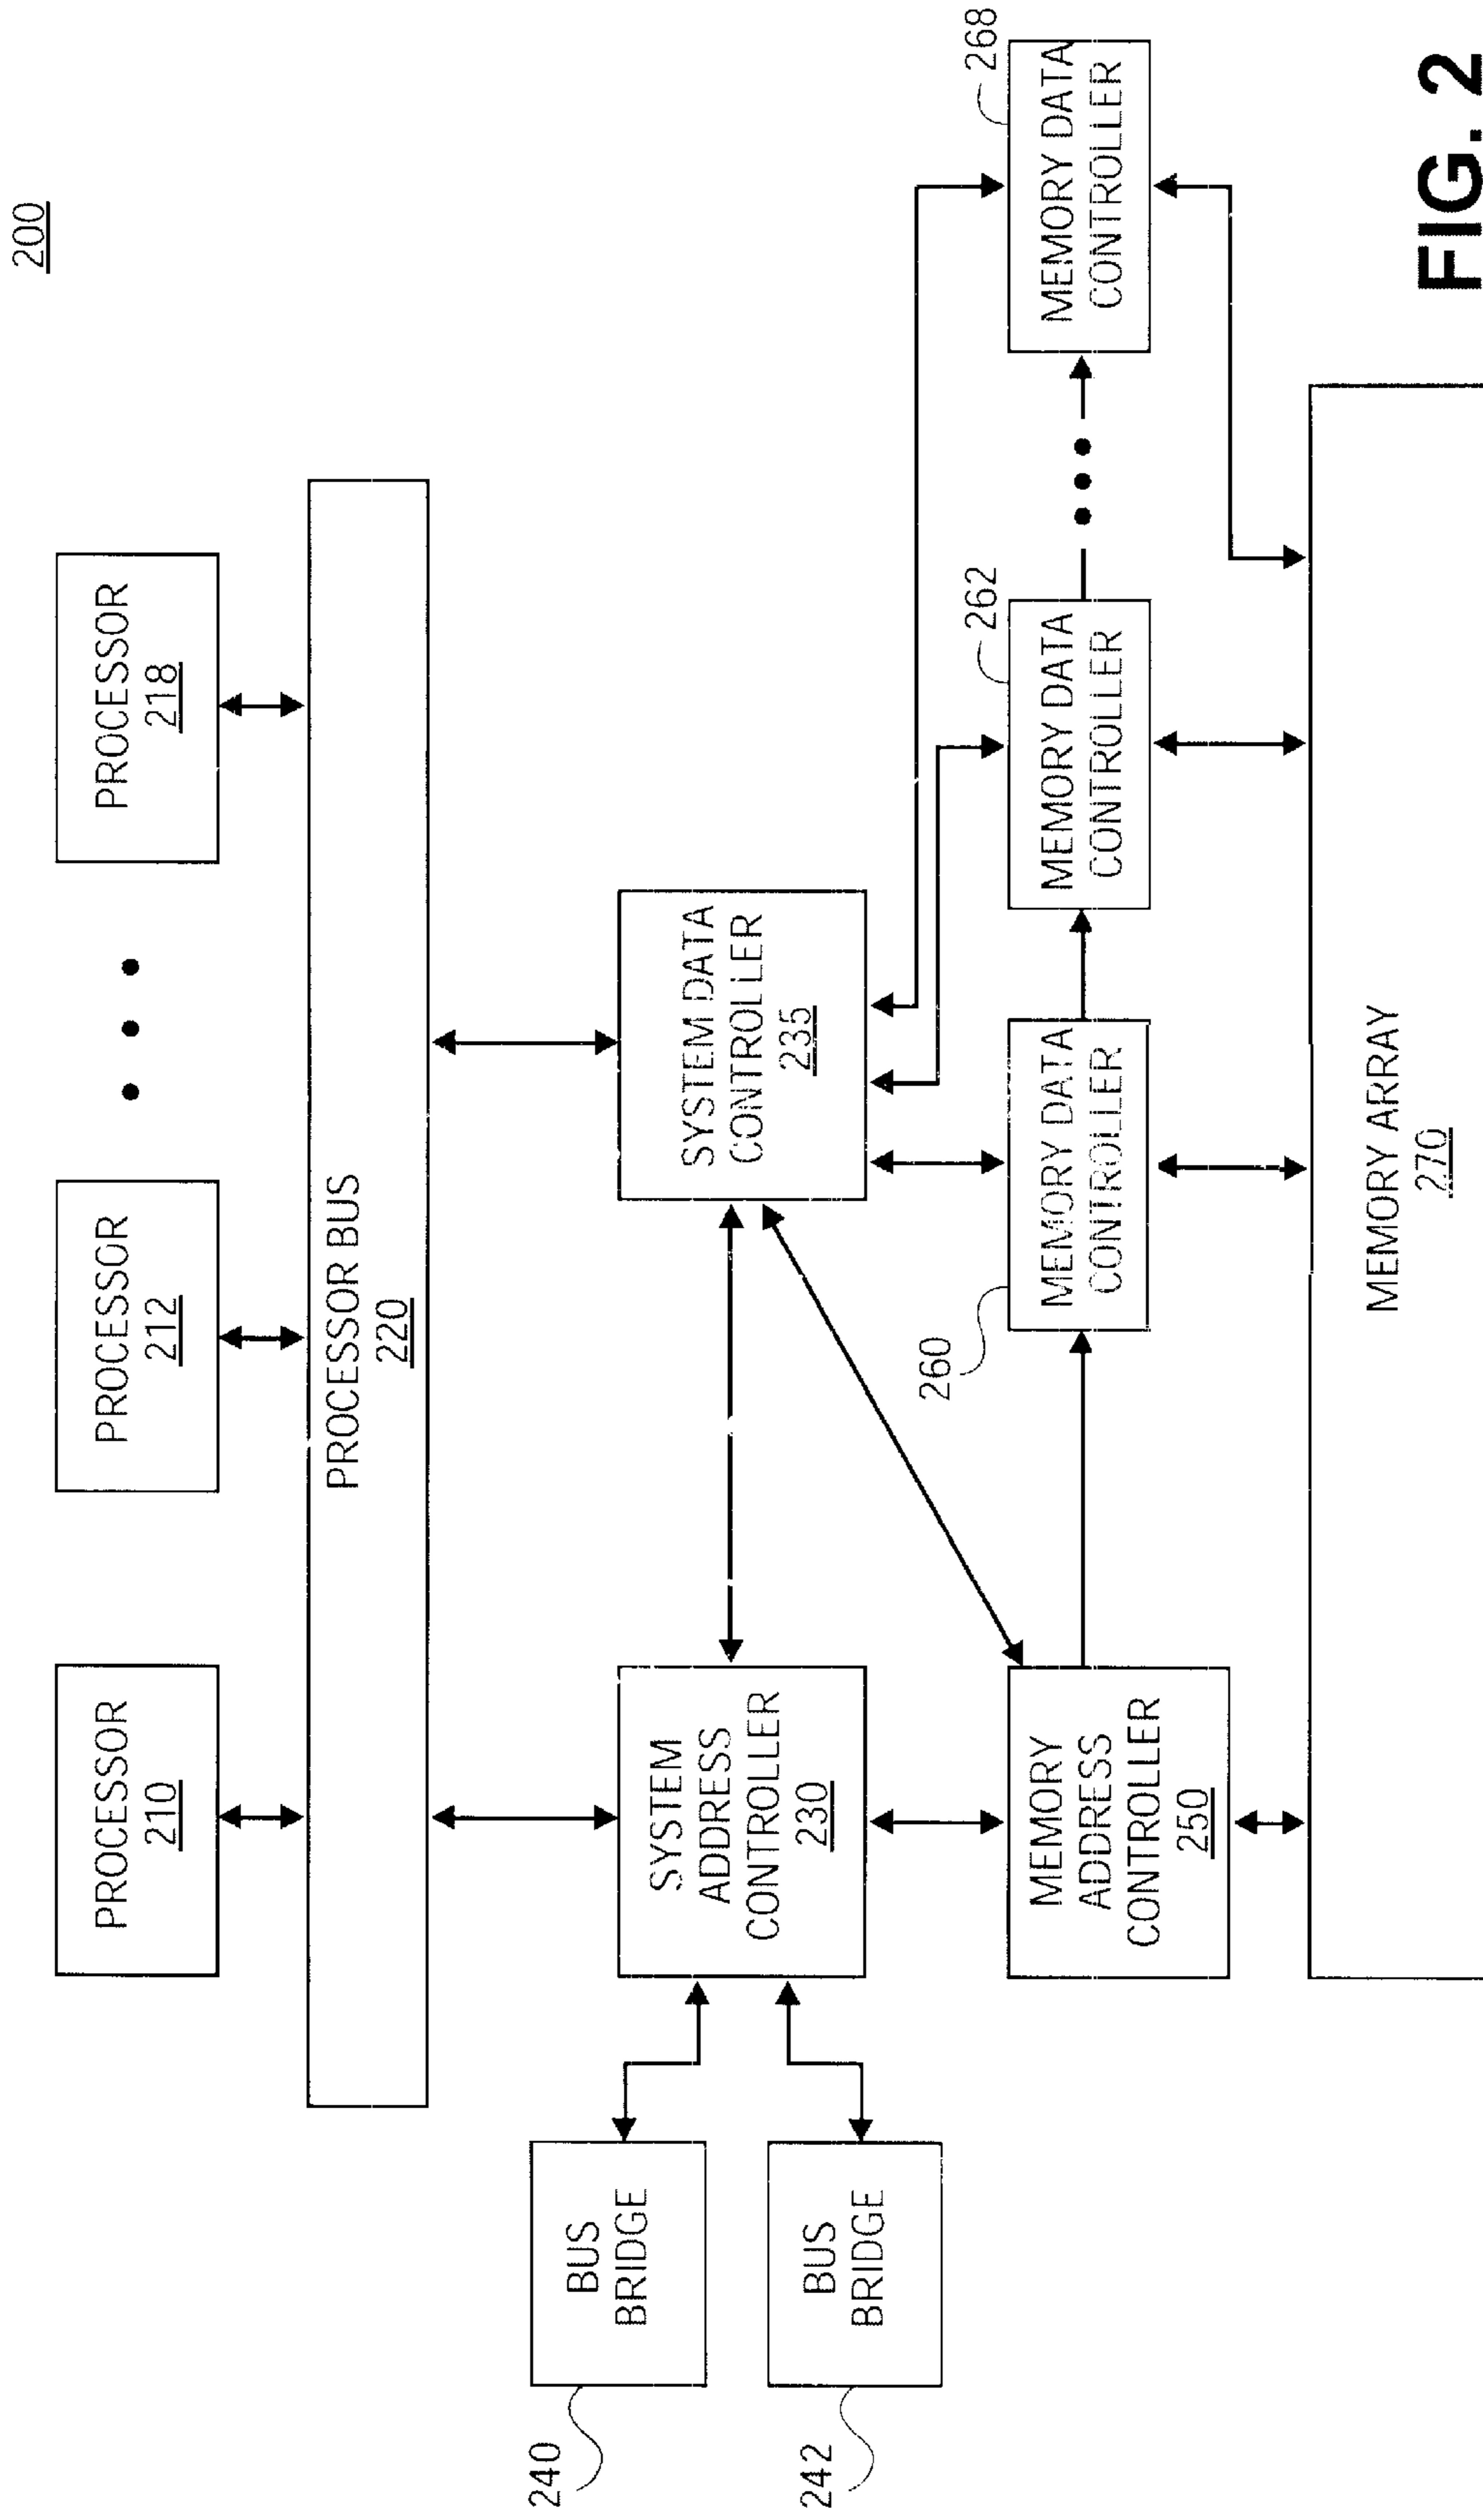 200
PROCESSOR
210
PROCESSOR
212
PROCESSOR
218
PROCESSOR BUS
220
BUS
BRIDGE
240
BUS
BRIDGE
242
SYSTEM
ADDRESS
CONTROLLER
230
SYSTEM DATA
CONTROLLER
235
MEMORY
ADDRESS
CONTROLLER
250
260
MEMORY DATA
CONTROLLER
262
MEMORY DATA
CONTROLLER
268
MEMORY DATA
CONTROLLER
MEMORY ARRAY
270
FIG. 2